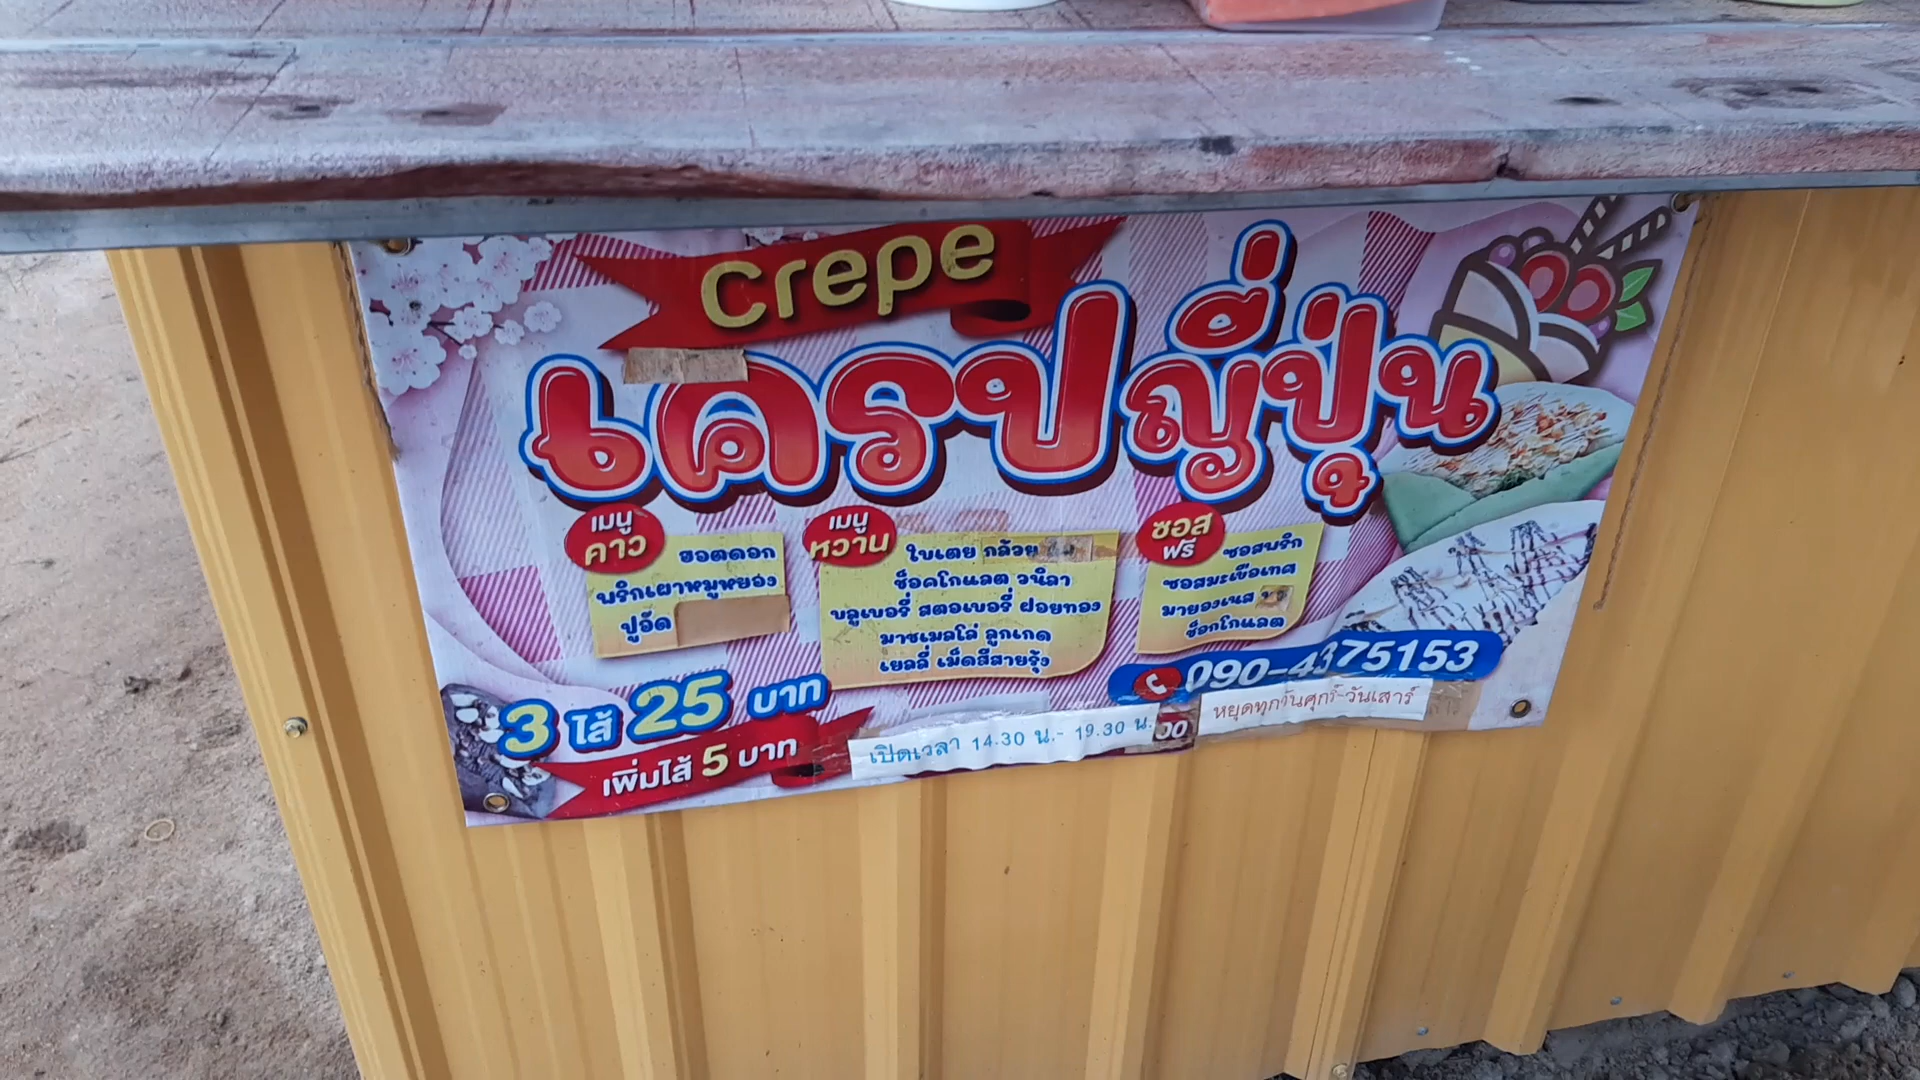 Crepe
เครปญี่ปุ่น
เมนู
คาว
ฮอตดอก
พริกเผาหมูหยอง
ปูอัด
เมนู
หวาน
ใบเตย กล้วย
ช็อคโกแลต วนิลา
บลูเบอรี่ สตอเบอรี่ ฝอยทอง
มาชเมลโล่ ลูกเกด
เยลลี่ เม็ดสีสายรุ้ง
ซอส
ฟรี
ซอสพริก
ซอสมะเขือเทศ
มายองเนส
ช็อกโกแลต
090-4375153
3 ไส้ 25 บาท
เพิ่มไส้ 5 บาท
เปิดเวลา 14.30 น.- 19.30 น.
หยุดทุกวันศุกร์-วันเสาร์